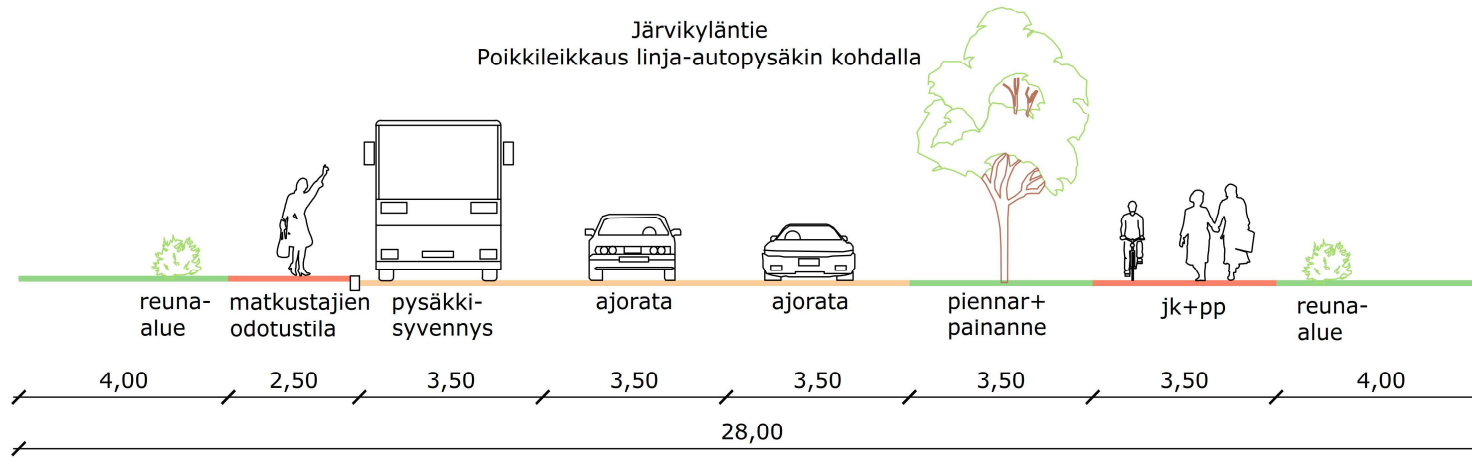 Järvikyläntie
Poikkileikkaus linja-autopysäkin kohdalla
reuna-
alue
matkustajien
odotustila
pysäkki-
syvennys
ajorata
ajorata
piennar+
painanne
jk+pp
reuna-
alue
4,00 2,50 3,50 3,50 3,50 3,50 3,50 4,00
28,00